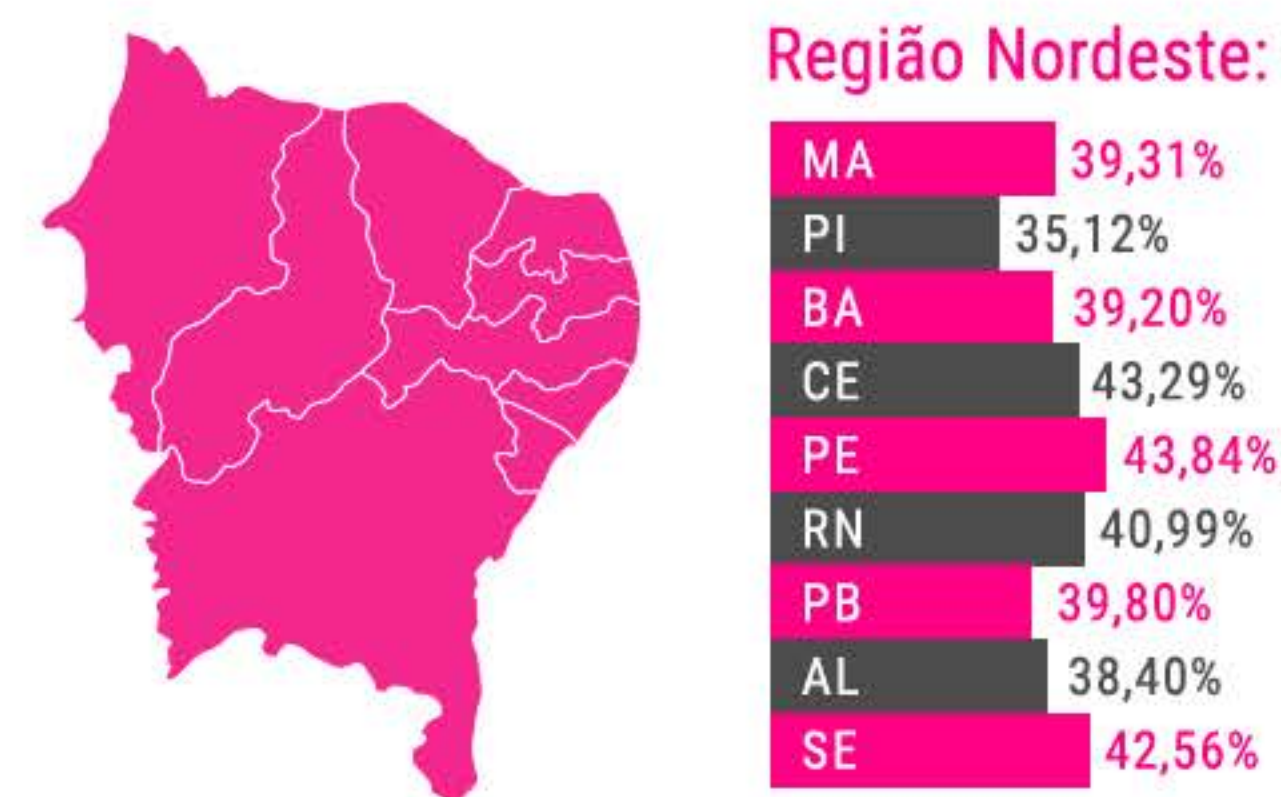 Região Nordeste:
MA 39,31%
PI 35,12%
BA 39,20%
CE 43,29%
PE 43,84%
RN 40,99%
PB 39,80%
AL 38,40%
SE 42,56%